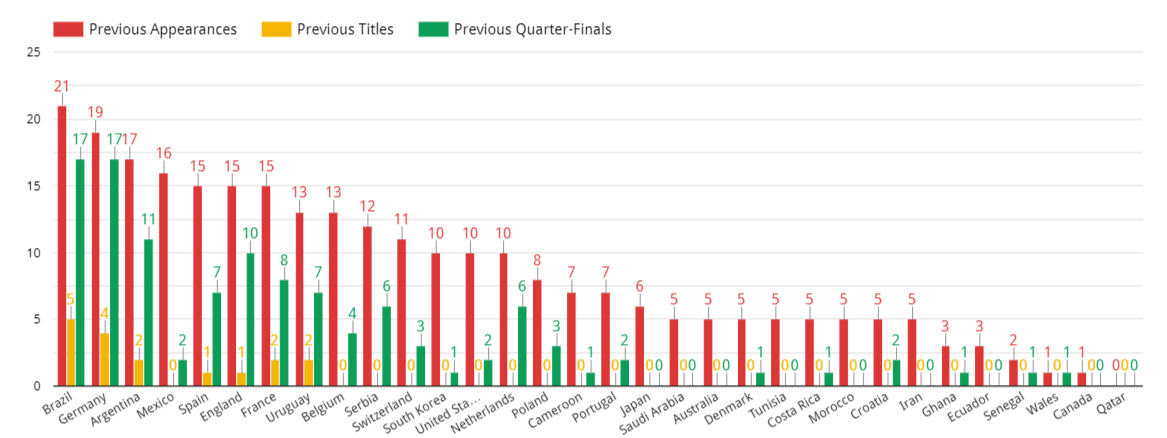 Previous Appearances
Previous Titles
Previous Quarter-Finals
25
20
15
10
5
0
21 19 17 16 15 15 15 13 13 12 11 10 10 10 8 7 7 6 5 5 5 5 5 5 5 5 3 3 2 1 1 0
5 4 2 0 1 1 2 2 0 0 0 0 0 0 0 0 0 0 0 0 0 0 0 0 0 0 0 0 0 0 0 0
17 17 11 2 7 10 8 7 4 6 3 1 2 6 3 1 2 0 0 0 1 0 1 0 2 0 1 0 1 1 0 0
Brazil
Germany
Argentina
Mexico
Spain
England
France
Uruguay
Belgium
Serbia
Switzerland
South Korea
United Sta...
Netherlands
Poland
Cameroon
Portugal
Japan
Saudi Arabia
Australia
Denmark
Tunisia
Costa Rica
Morocco
Croatia
Iran
Ghana
Ecuador
Senegal
Wales
Canada
Qatar